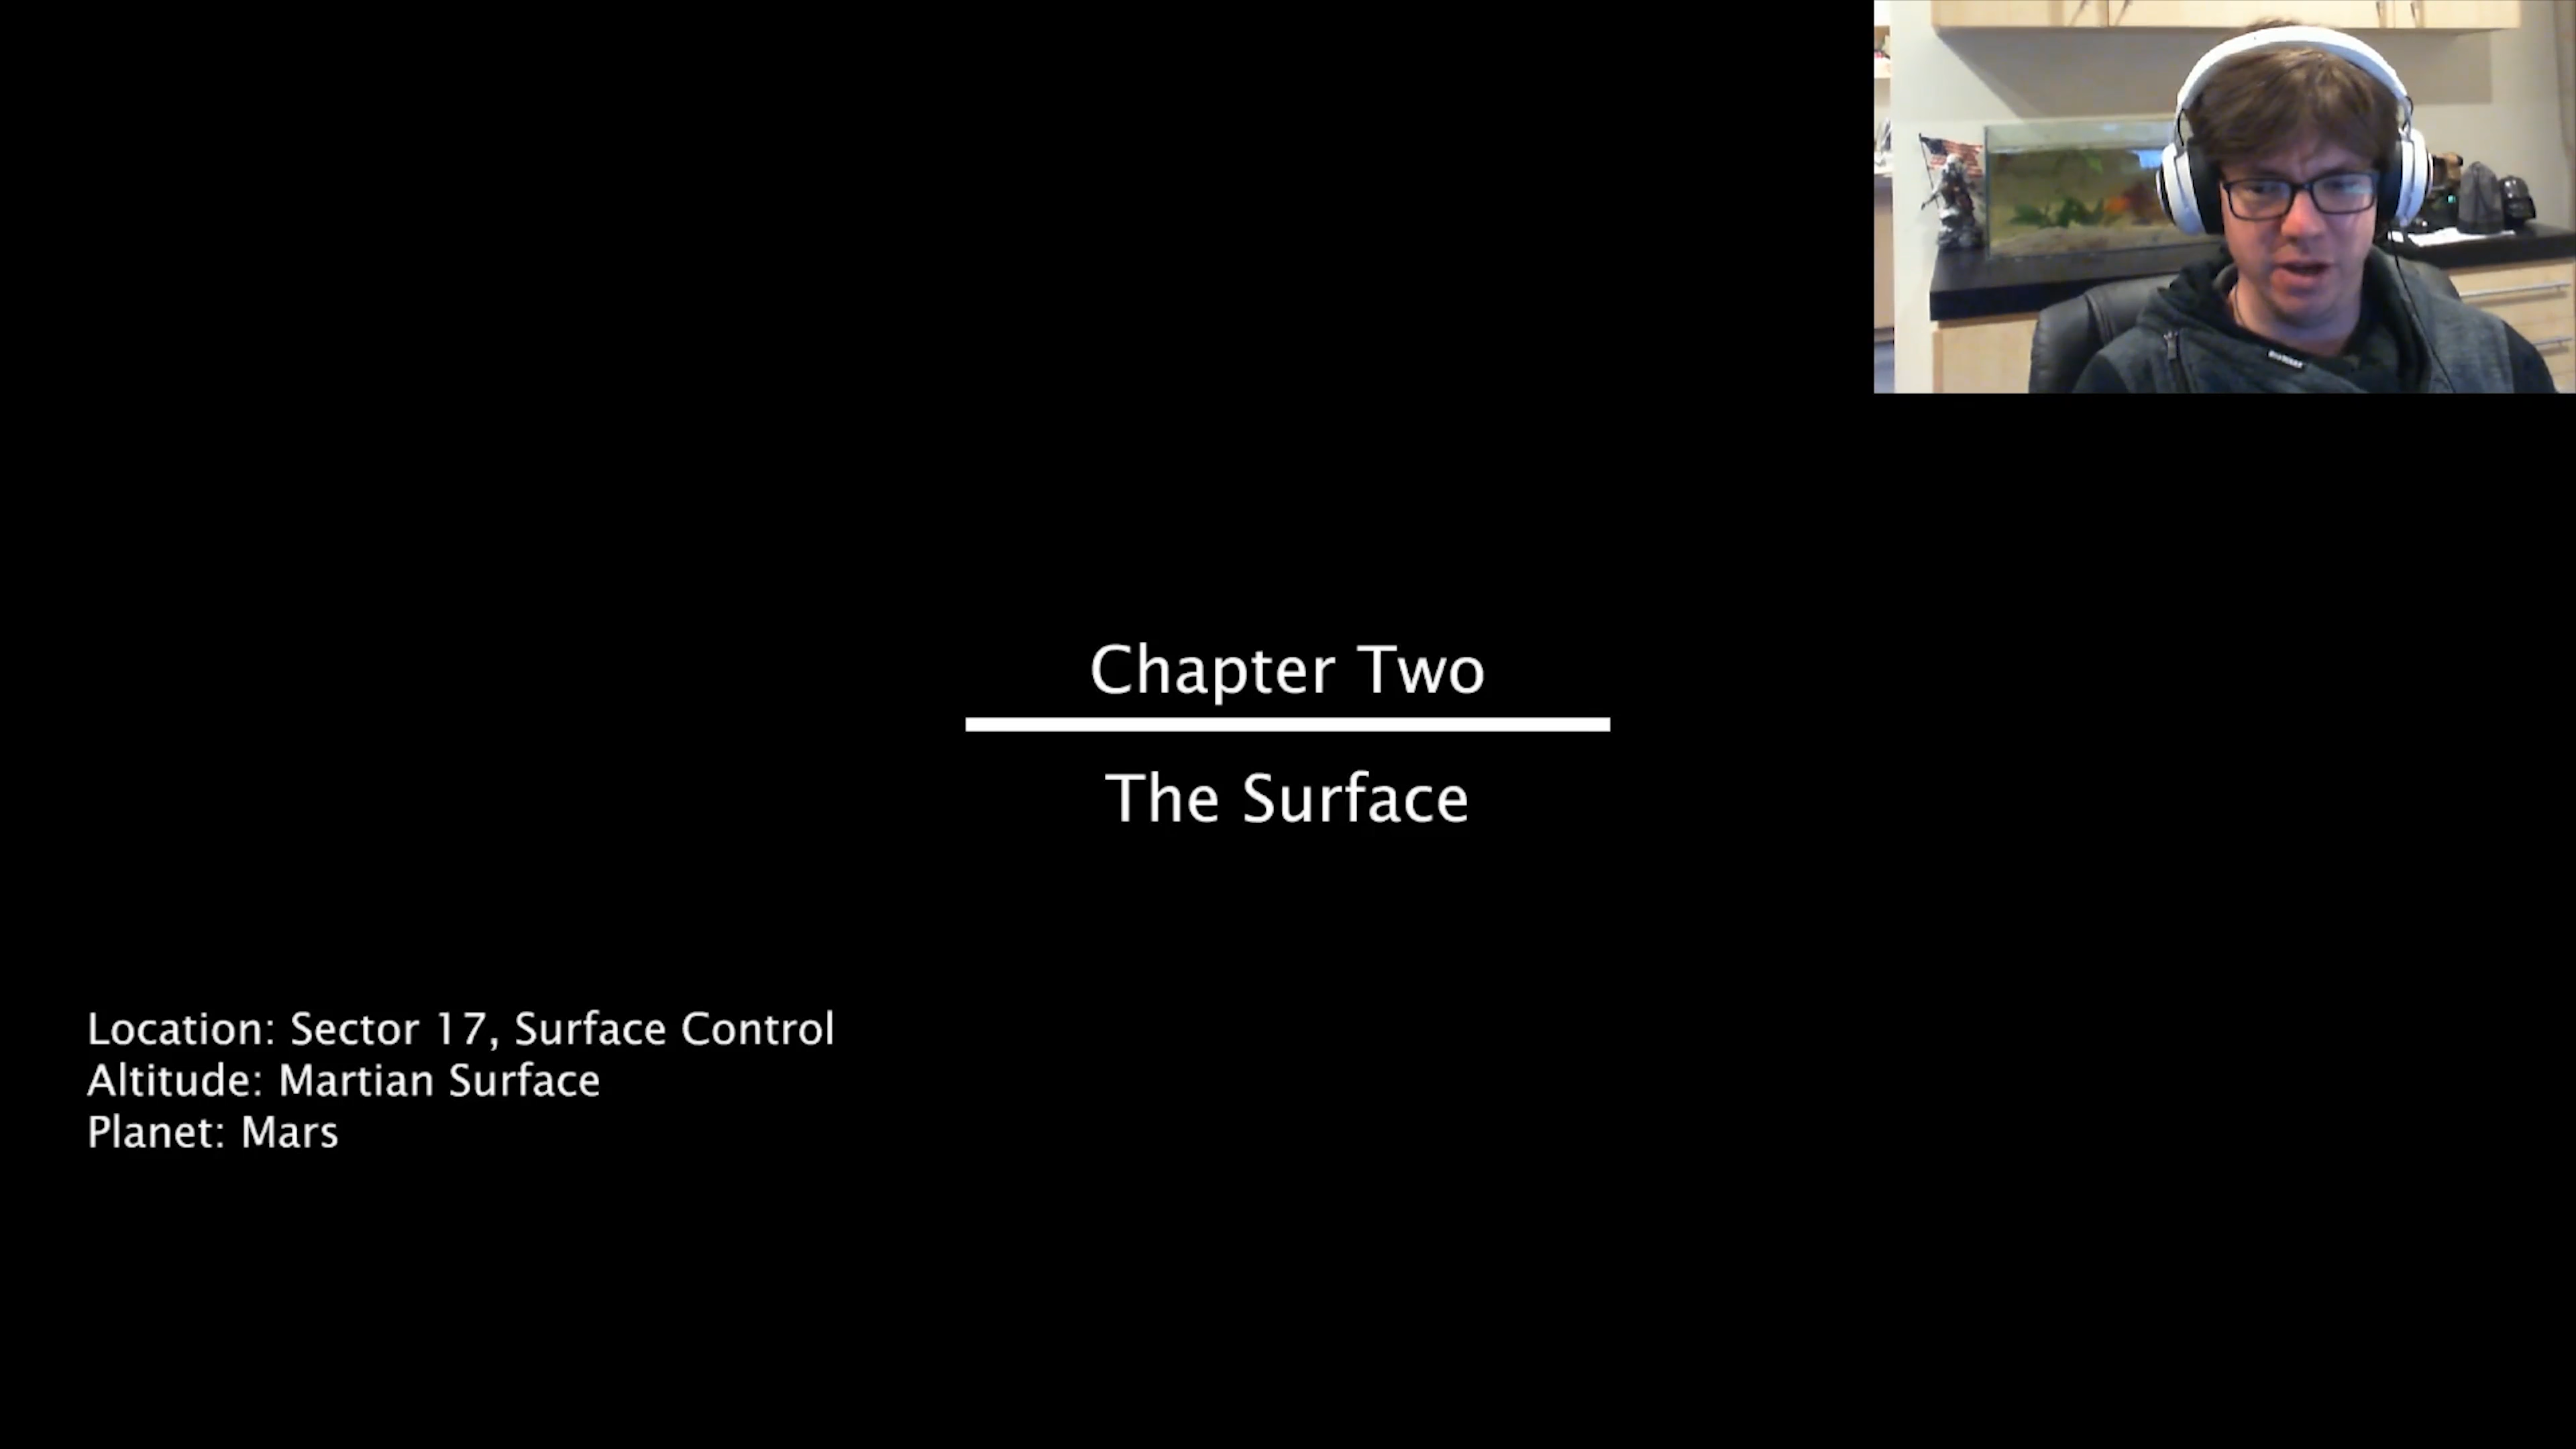 Chapter Two
The Surface
Location: Sector 17, Surface Control
Altitude: Martian Surface
Planet: Mars